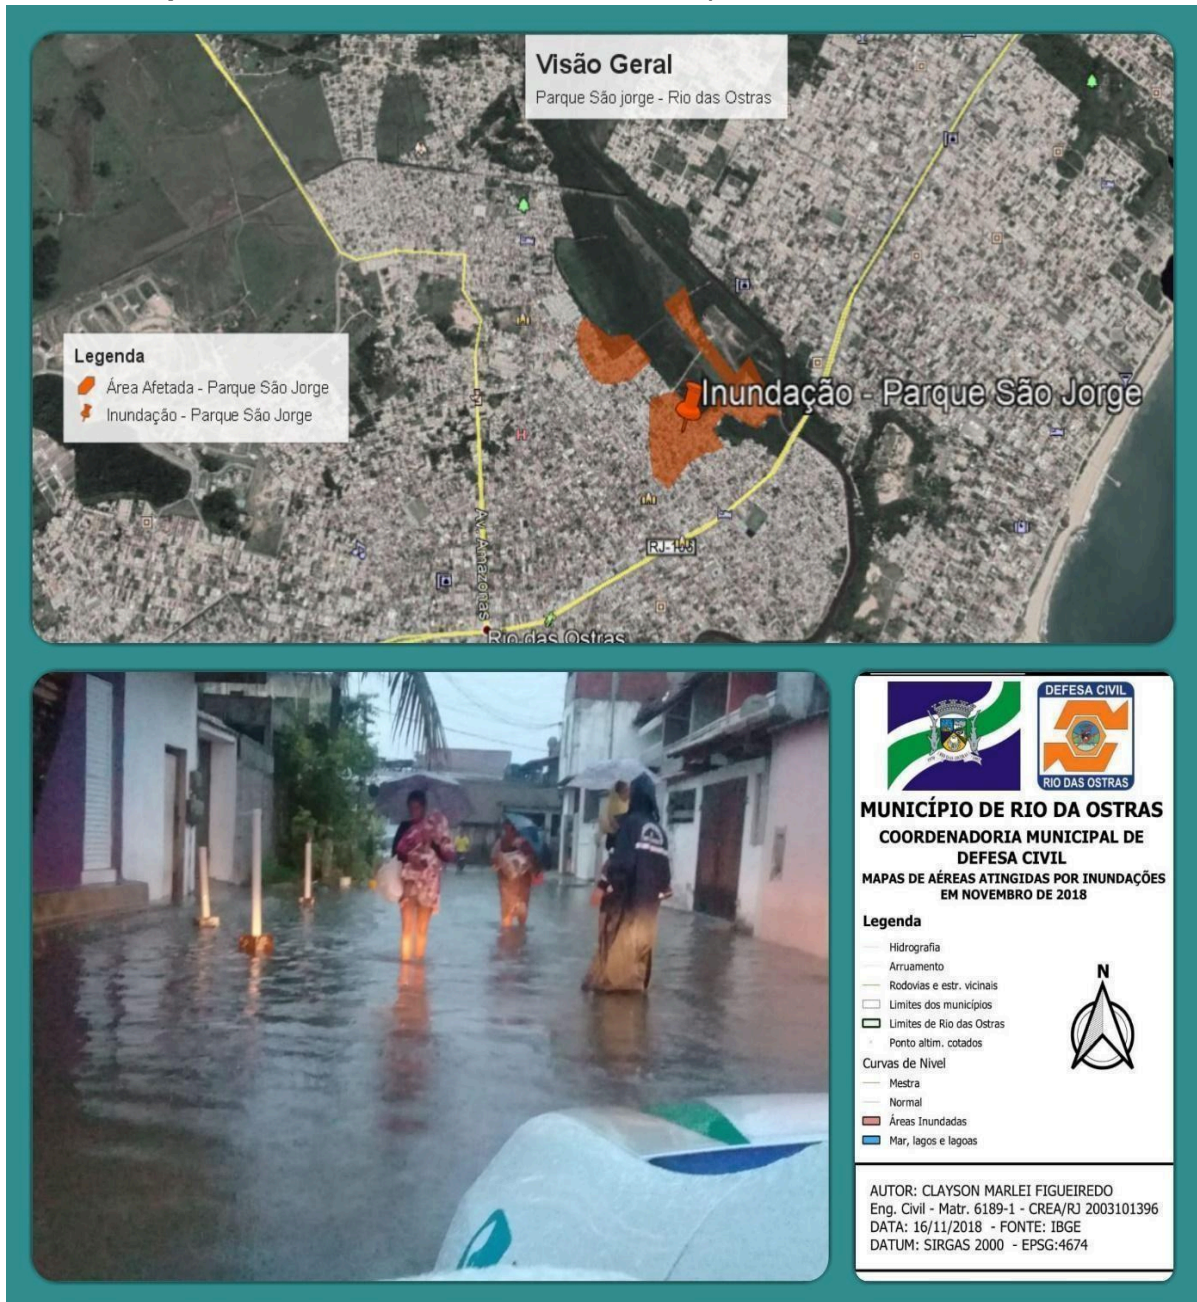 Visão Geral
Parque São jorge - Rio das Ostras
Legenda
Área Afetada - Parque São Jorge
Inundação - Parque São Jorge
Inundação - Parque São Jorge
H
Av. Amazonas
RJ-106
Rio das Ostras
DEFESA CIVIL
RIO DAS OSTRAS
MUNICÍPIO DE RIO DA OSTRAS
COORDENADORIA MUNICIPAL DE
DEFESA CIVIL
MAPAS DE AÉREAS ATINGIDAS POR INUNDAÇÕES
EM NOVEMBRO DE 2018
Legenda
Hidrografia
Arruamento
Rodovias e estr. vicinais
Limites dos municípios
Limites de Rio das Ostras
Ponto altim. cotados
Curvas de Nivel
Mestra
Normal
Áreas Inundadas
Mar, lagos e lagoas
N
AUTOR: CLAYSON MARLEI FIGUEIREDO
Eng. Civil - Matr. 6189-1 - CREA/RJ 2003101396
DATA: 16/11/2018 - FONTE: IBGE
DATUM: SIRGAS 2000 - EPSG:4674